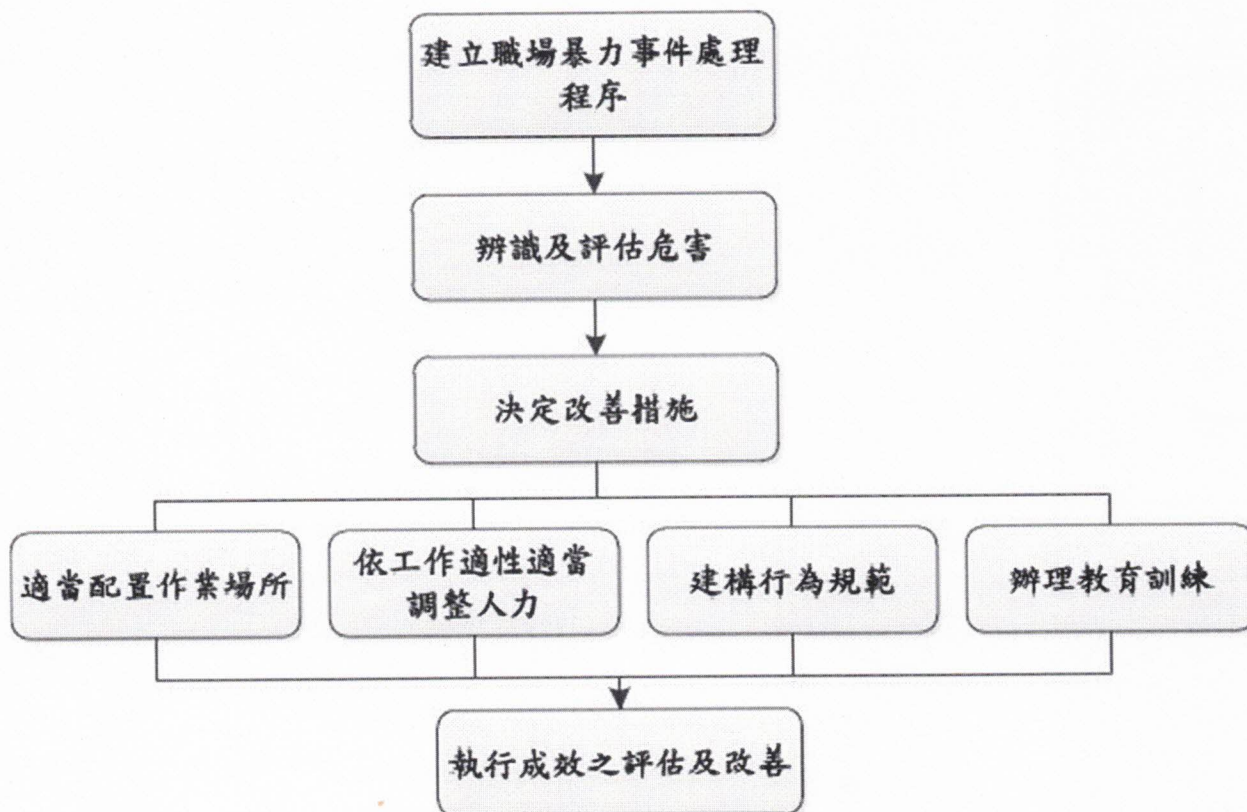 建立職場暴力事件處理
程序
辨識及評估危害
決定改善措施
適當配置作業場所
依工作適性適當
調整人力
建構行為規範
辦理教育訓練
執行成效之評估及改善